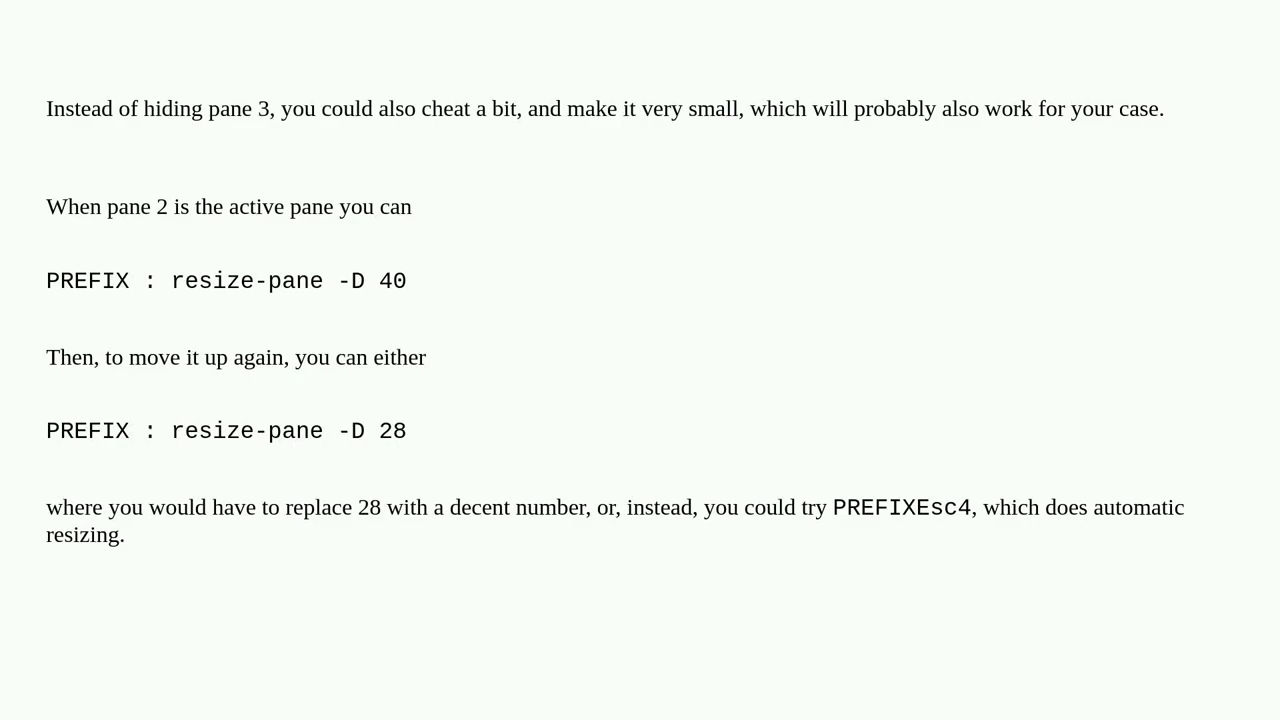 Instead of hiding pane 3, you could also cheat a bit, and make it very small, which will probably also work for your case.
When pane 2 is the active pane you can
PREFIX : resize-pane -D 40
Then, to move it up again, you can either
PREFIX : resize-pane -D 28
where you would have to replace 28 with a decent number, or, instead, you could try PREFIXEsc4, which does automatic
resizing.